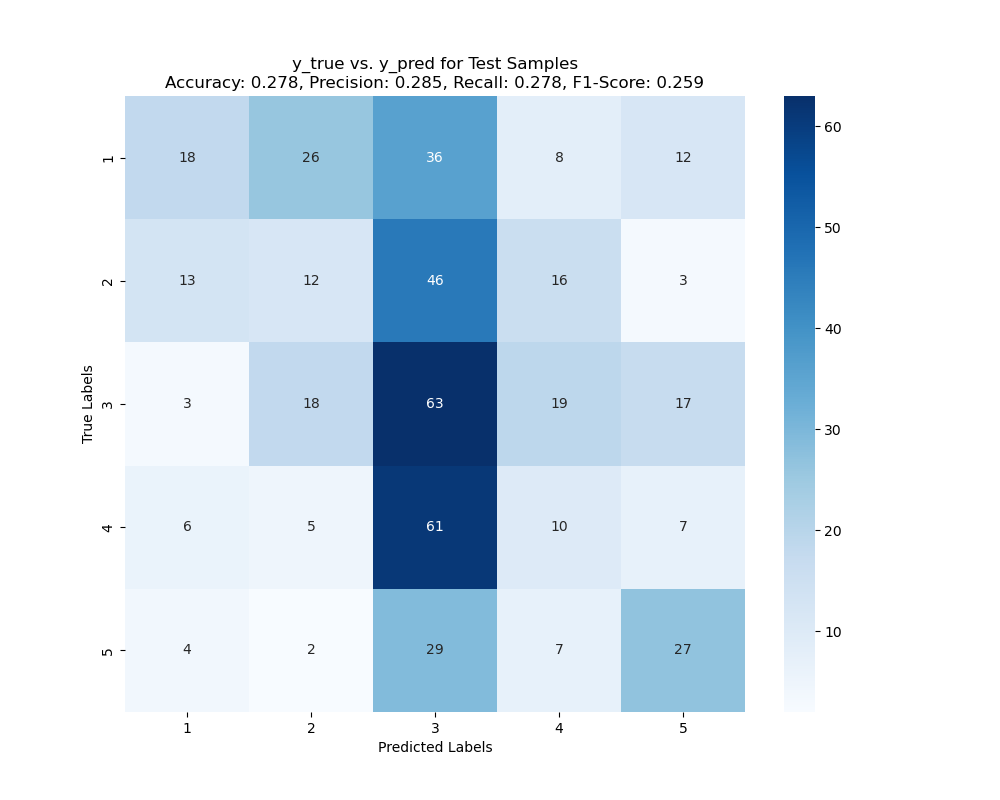 y_true vs. y_pred for Test Samples
Accuracy: 0.278, Precision: 0.285, Recall: 0.278, F1-Score: 0.259
1 18 26 36 8 12
2 13 12 46 16 3
3 3 18 63 19 17
4 6 5 61 10 7
5 4 2 29 7 27
1 2 3 4 5
Predicted Labels
True Labels
60
50
40
30
20
10